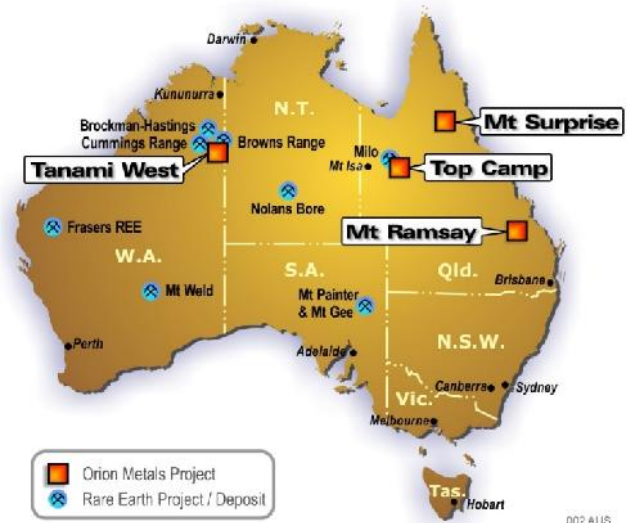 Darwin
Kununurra
N.T.
Mt Surprise
Brockman-Hastings
Cummings Range
Browns Range
Milo
Mt Isa
Tanami West
Top Camp
Nolans Bore
Frasers REE
Mt Ramsay
W.A.
S.A.
Qld.
Mt Weld
Mt Painter
& Mt Gee
Brisbane
Perth
Adelaide
N.S.W.
Canberra
Sydney
Vic.
Melbourne
Orion Metals Project
Rare Earth Project / Deposit
Tas.
Hobart
002 AUS